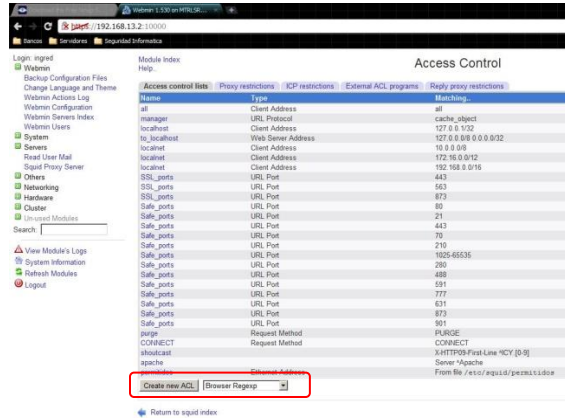 Webmin 1.530 on MTRLSR...
https://192.168.13.2:10000
Bancos Servidores Seguridad Informatica
Login: ingred
Webmin
Backup Configuration Files
Change Language and Theme
Webmin Actions Log
Webmin Configuration
Webmin Servers Index
Webmin Users
System
Servers
Read User Mail
Squid Proxy Server
Others
Networking
Hardware
Cluster
Un-used Modules
Search:
View Module's Logs
System Information
Refresh Modules
Logout
Module Index
Help..
Access Control
Access control lists Proxy restrictions ICP restrictions External ACL programs Reply proxy restrictions
Name Type Matching..
all Client Address all
manager URL Protocol cache_object
localhost Client Address 127.0.0.1/32
to_localhost Web Server Address 127.0.0.0/8 0.0.0.0/32
localnet Client Address 10.0.0.0/8
localnet Client Address 172.16.0.0/12
localnet Client Address 192.168.0.0/16
SSL_ports URL Port 443
SSL_ports URL Port 563
SSL_ports URL Port 873
Safe_ports URL Port 80
Safe_ports URL Port 21
Safe_ports URL Port 443
Safe_ports URL Port 70
Safe_ports URL Port 210
Safe_ports URL Port 1025-65535
Safe_ports URL Port 280
Safe_ports URL Port 488
Safe_ports URL Port 591
Safe_ports URL Port 777
Safe_ports URL Port 631
Safe_ports URL Port 873
Safe_ports URL Port 901
purge Request Method PURGE
CONNECT Request Method CONNECT
shoutcast X-HTTP09-First-Line ^ICY.[0-9]
apache Server ^Apache
permitidos Ethernet Address From file /etc/squid/permitidos
Create new ACL Browser Regexp
Return to squid index